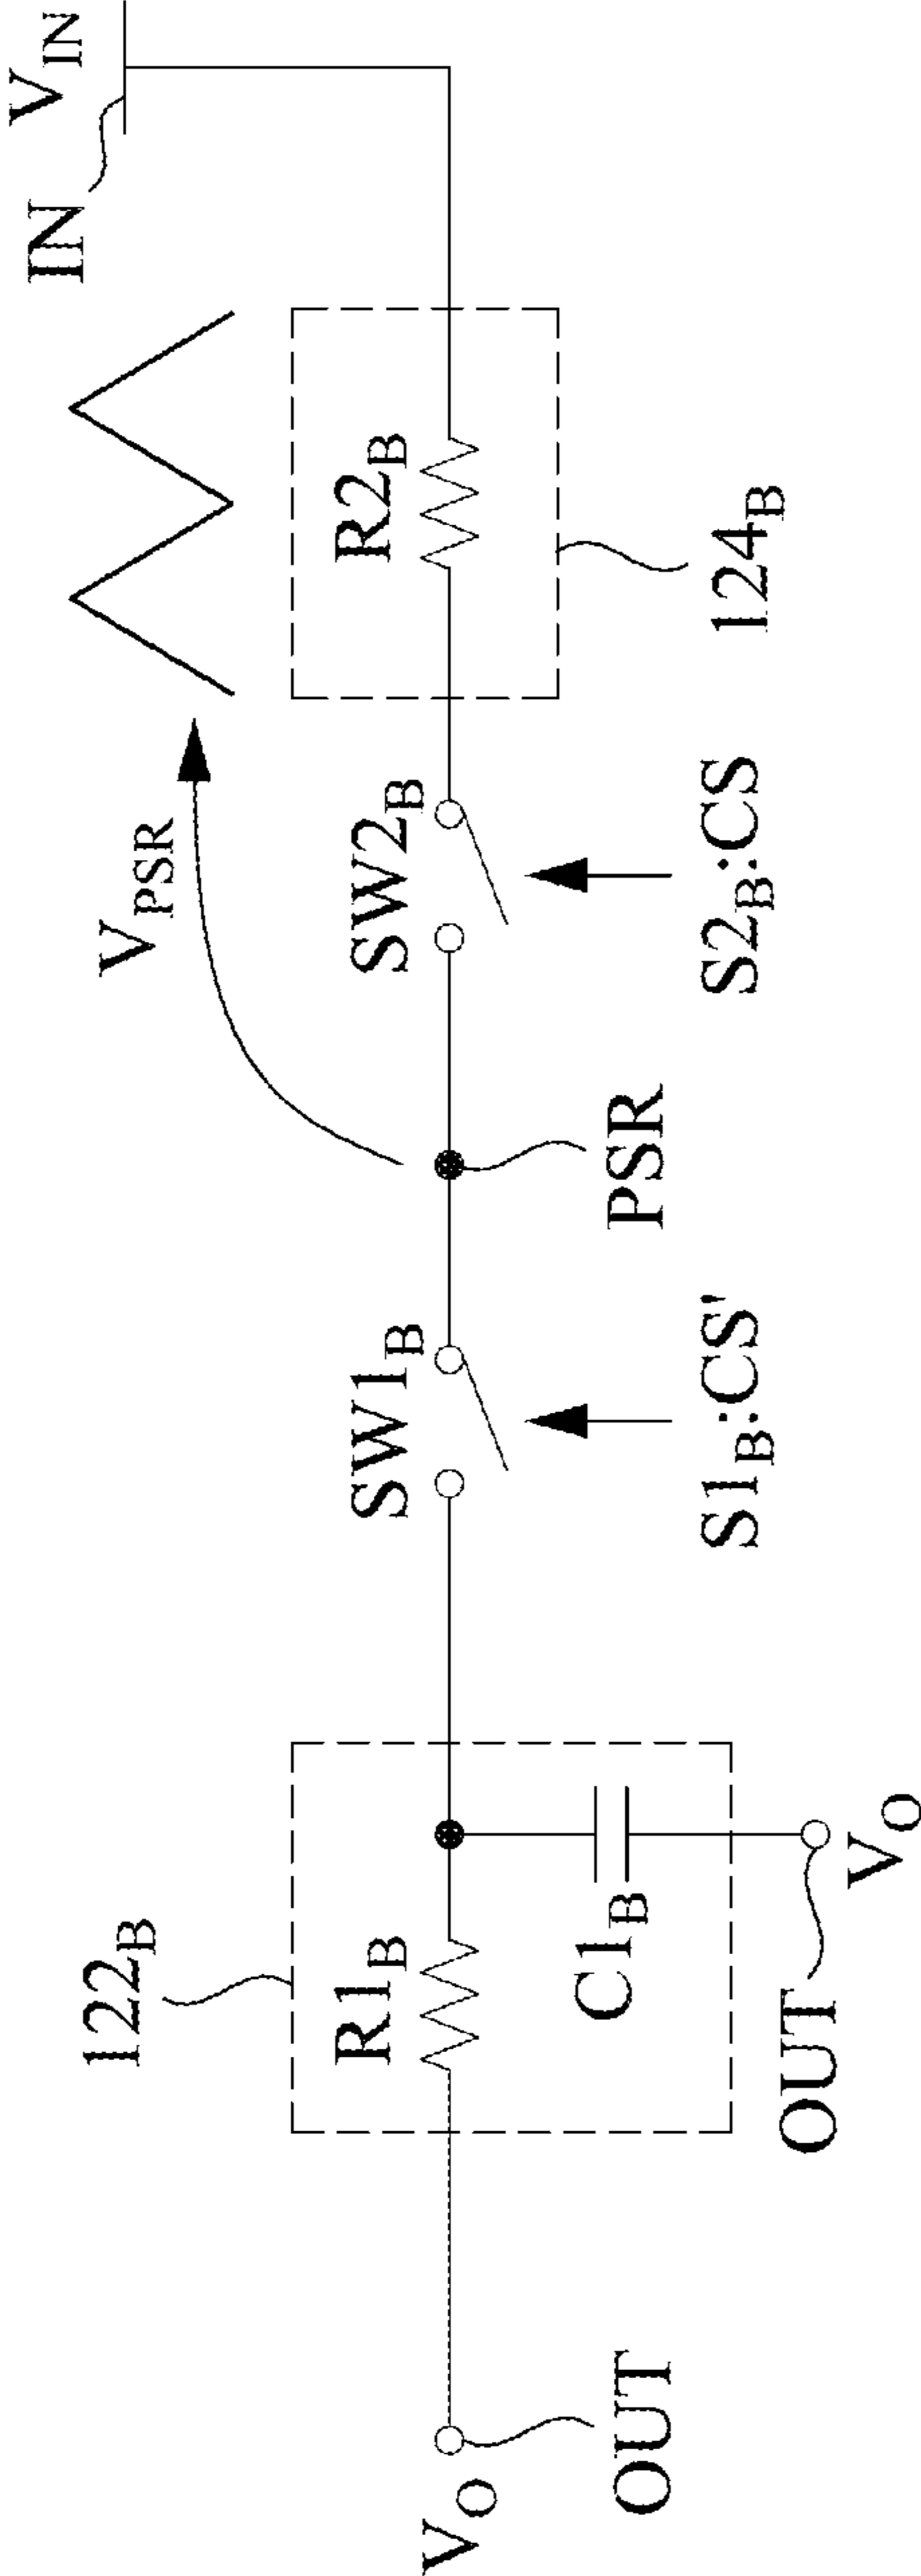 IN
V_IN
V_PSR
122_B
R1_B
SW1_B
SW2_B
R2_B
C1_B
V_O
OUT
OUT
V_O
S1_B:CS'
PSR
S2_B:CS
124_B